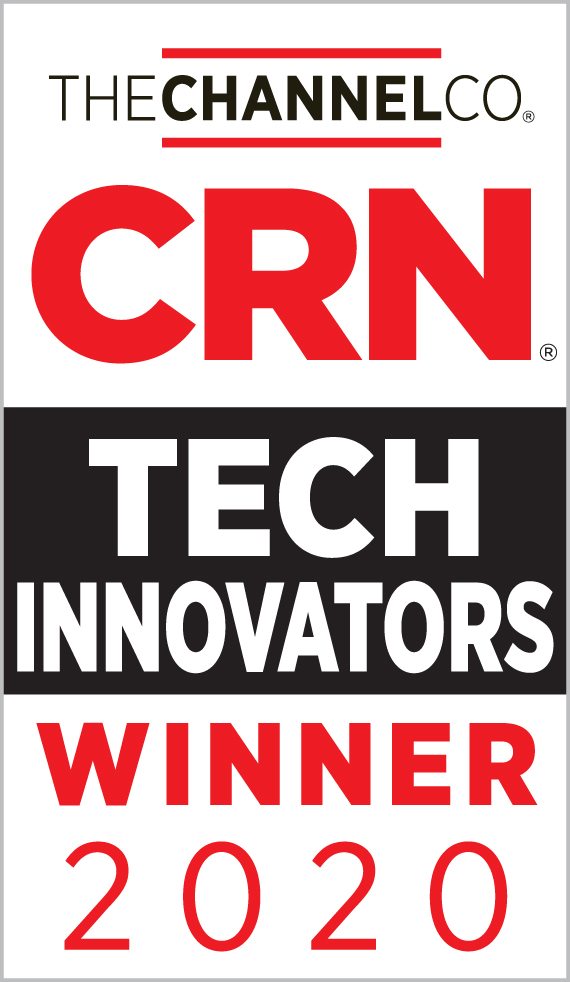 THECHANNELCO®
CRN®
TECH
INNOVATORS
WINNER
2020